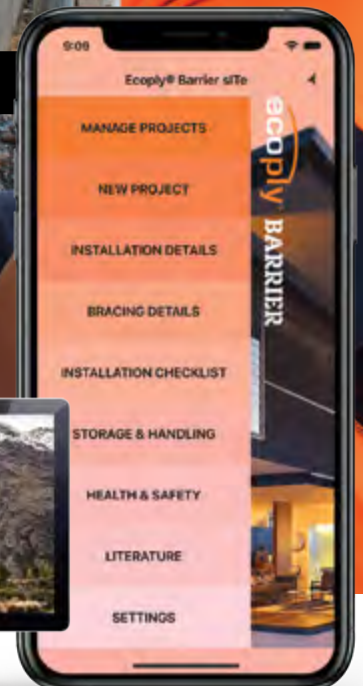 9:09
Ecoply® Barrier sITe
MANAGE PROJECTS
NEW PROJECT
INSTALLATION DETAILS
BRACING DETAILS
INSTALLATION CHECKLIST
STORAGE & HANDLING
HEALTH & SAFETY
LITERATURE
SETTINGS
ecoply® BARRIER